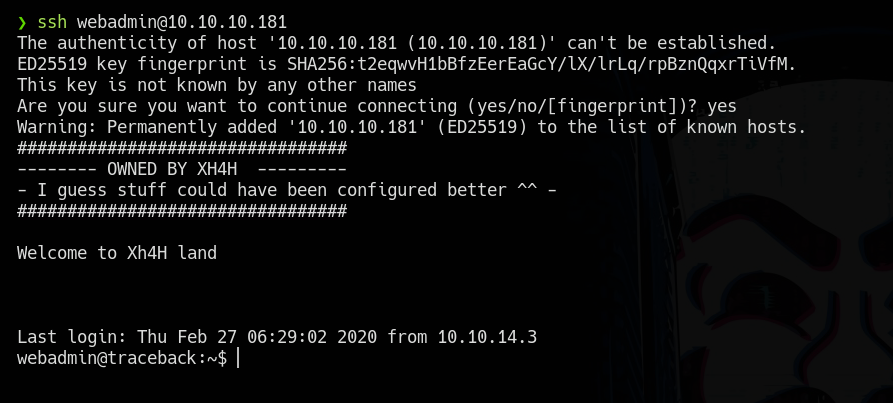 ❯ ssh webadmin@10.10.10.181
The authenticity of host '10.10.10.181 (10.10.10.181)' can't be established.
ED25519 key fingerprint is SHA256:t2eqwvH1bBfzEerEaGcY/lX/lrLq/rpBznQqxrTiVfM.
This key is not known by any other names
Are you sure you want to continue connecting (yes/no/[fingerprint])? yes
Warning: Permanently added '10.10.10.181' (ED25519) to the list of known hosts.
#################################
-------- OWNED BY XH4H  ---------
- I guess stuff could have been configured better ^^ -
#################################
Welcome to Xh4H land
Last login: Thu Feb 27 06:29:02 2020 from 10.10.14.3
webadmin@traceback:~$